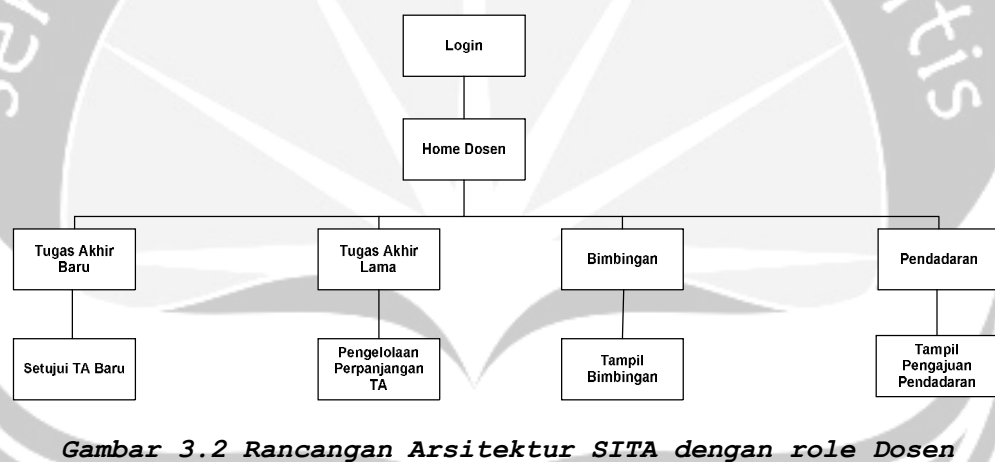 Login
Home Dosen
Tugas Akhir
Baru
Tugas Akhir
Lama
Bimbingan
Pendadaran
Setujui TA Baru
Pengelolaan
Perpanjangan
TA
Tampil
Bimbingan
Tampil
Pengajuan
Pendadaran
Gambar 3.2 Rancangan Arsitektur SITA dengan role Dosen